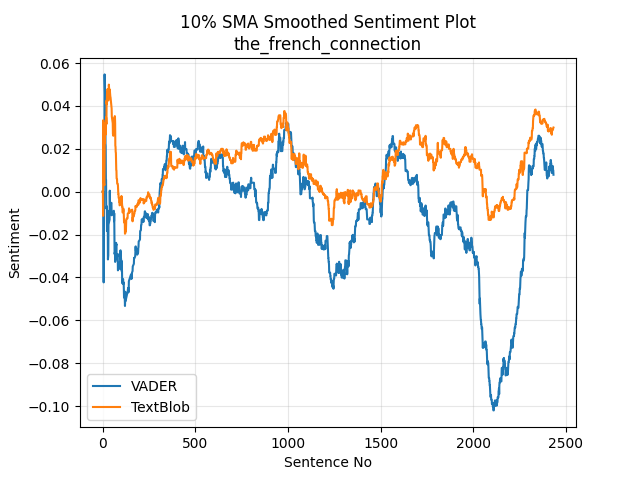 10% SMA Smoothed Sentiment Plot
the_french_connection
0.06
0.04
0.02
0.00
−0.02
−0.04
−0.06
−0.08
−0.10
Sentiment
VADER
TextBlob
0 500 1000 1500 2000 2500
Sentence No